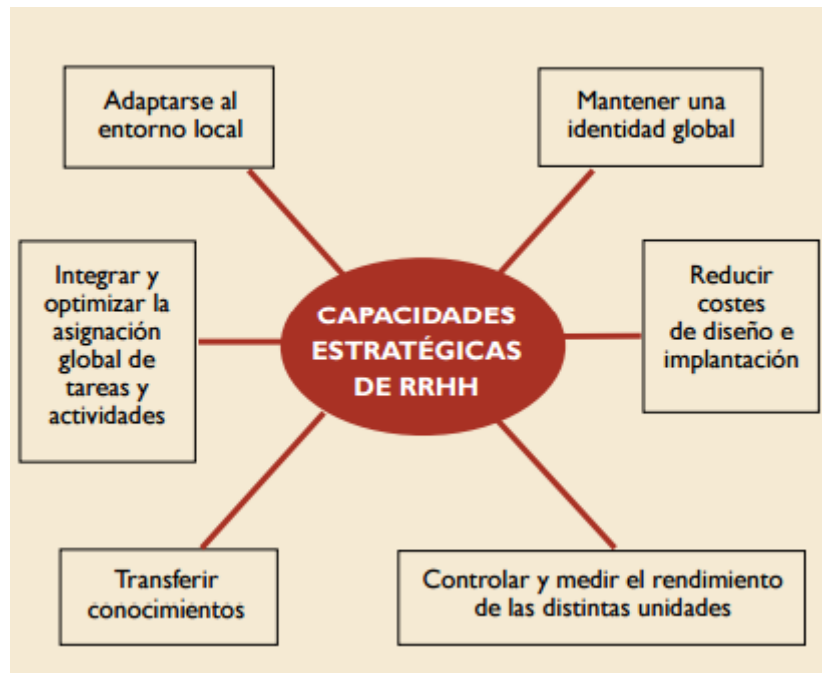 Adaptarse al
entorno local
Mantener una
identidad global
Integrar y
optimizar la
asignación
global de
tareas y
actividades
CAPACIDADES
ESTRATÉGICAS
DE RRHH
Reducir
costes
de diseño e
implantación
Transferir
conocimientos
Controlar y medir el rendimiento
de las distintas unidades